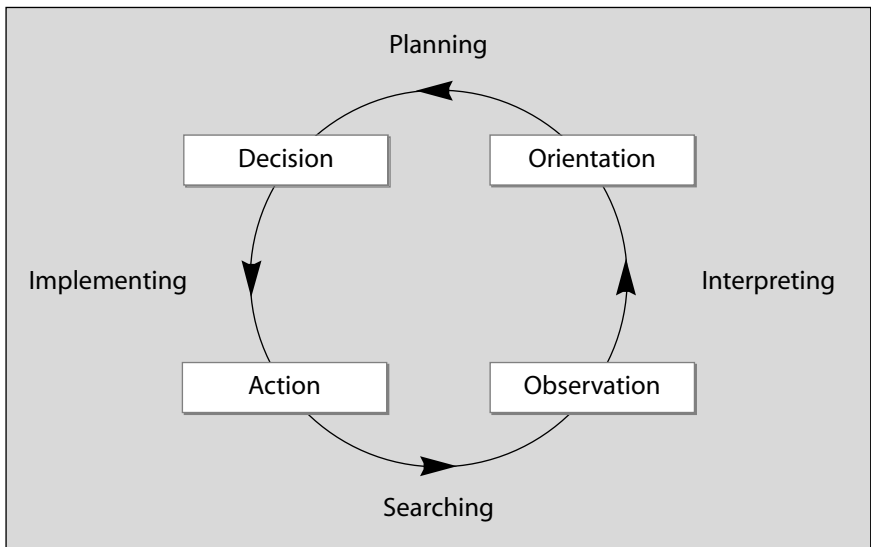 Planning
Decision
Orientation
Implementing
Interpreting
Action
Observation
Searching